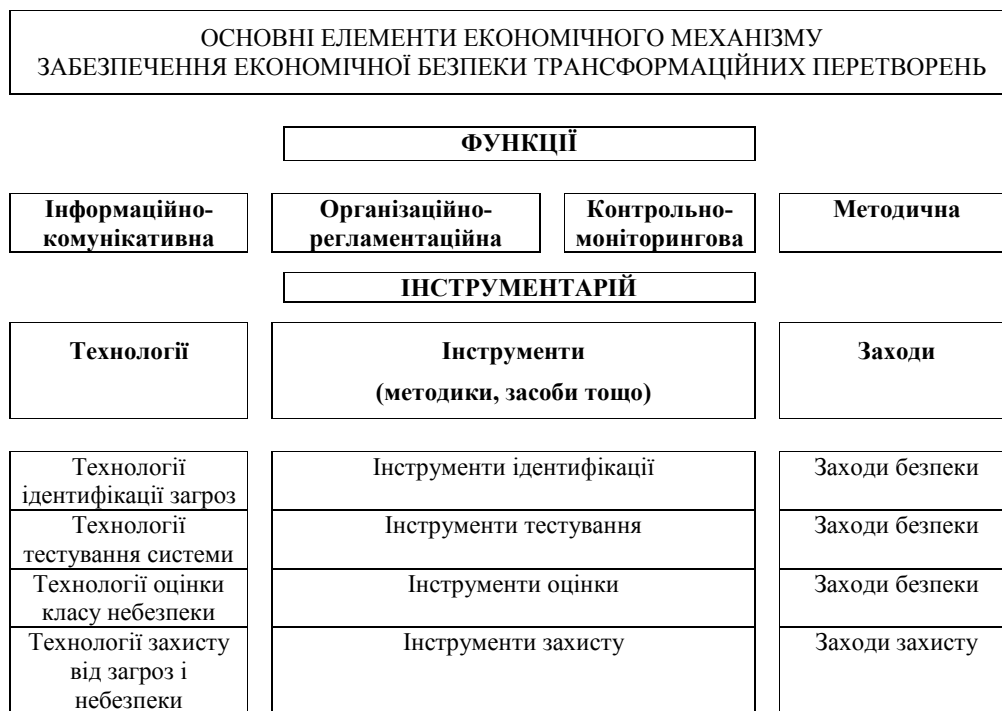 ОСНОВНІ ЕЛЕМЕНТИ ЕКОНОМІЧНОГО МЕХАНІЗМУ
ЗАБЕЗПЕЧЕННЯ ЕКОНОМІЧНОЇ БЕЗПЕКИ ТРАНСФОРМАЦІЙНИХ ПЕРЕТВОРЕНЬ
ФУНКЦІЇ
Інформаційно-
комунікативна
Організаційно-
регламентаційна
Контрольно-
моніторингова
Методична
ІНСТРУМЕНТАРІЙ
Технології
Інструменти
(методики, засоби тощо)
Заходи
Технології
ідентифікації загроз
Інструменти ідентифікації
Заходи безпеки
Технології
тестування системи
Інструменти тестування
Заходи безпеки
Технології оцінки
класу небезпеки
Інструменти оцінки
Заходи безпеки
Технології захисту
від загроз і
небезпеки
Інструменти захисту
Заходи захисту